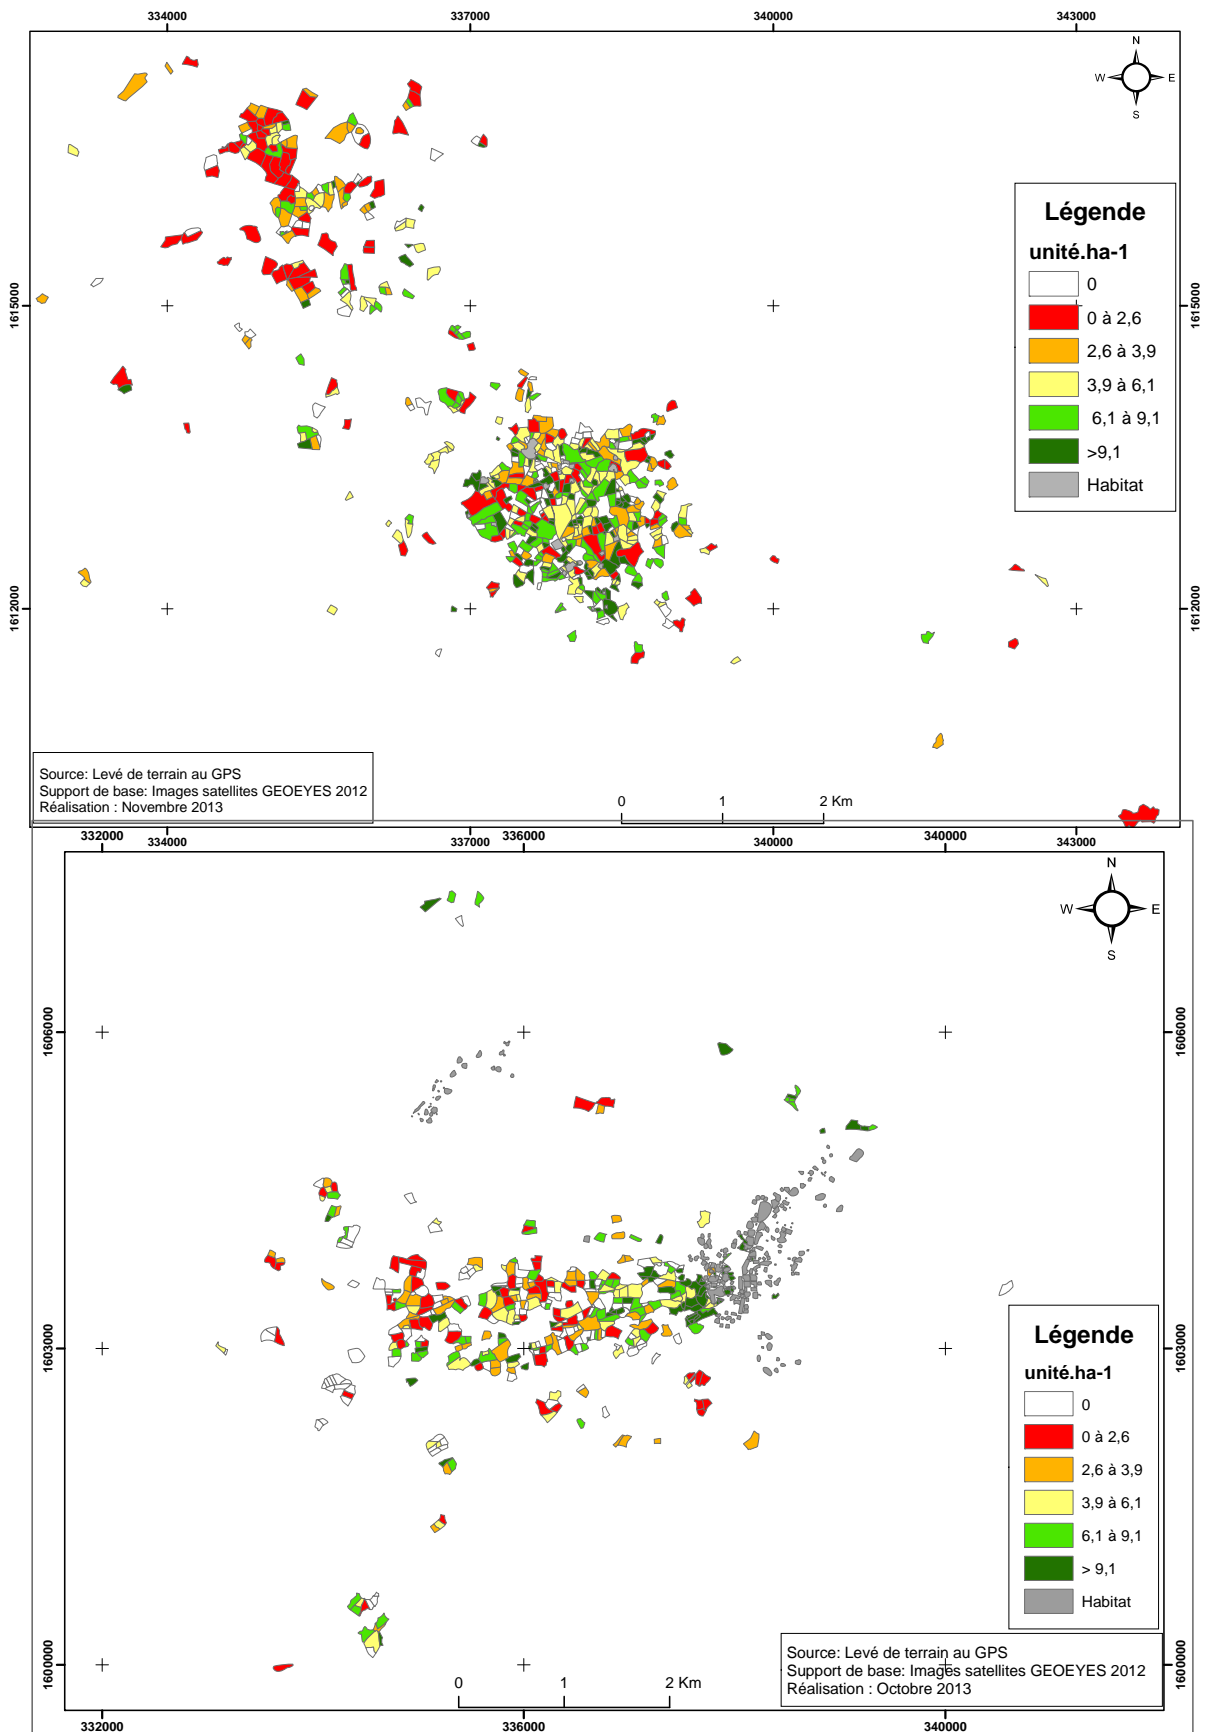 334000
337000
340000
343000
N
W
E
S
Légende
unité.ha-1
0
0 à 2,6
2,6 à 3,9
3,9 à 6,1
6,1 à 9,1
>9,1
Habitat
1615000
1615000
1612000
1612000
Source: Levé de terrain au GPS
Support de base: Images satellites GEOEYES 2012
Réalisation : Novembre 2013
0
1
2 Km
334000
337000
340000
343000
332000
336000
340000
N
W
E
S
1606000
1606000
1603000
1603000
1600000
1600000
Légende
unité.ha-1
0
0 à 2,6
2,6 à 3,9
3,9 à 6,1
6,1 à 9,1
> 9,1
Habitat
Source: Levé de terrain au GPS
Support de base: Images satellites GEOEYES 2012
Réalisation : Octobre 2013
0
1
2 Km
332000
336000
340000